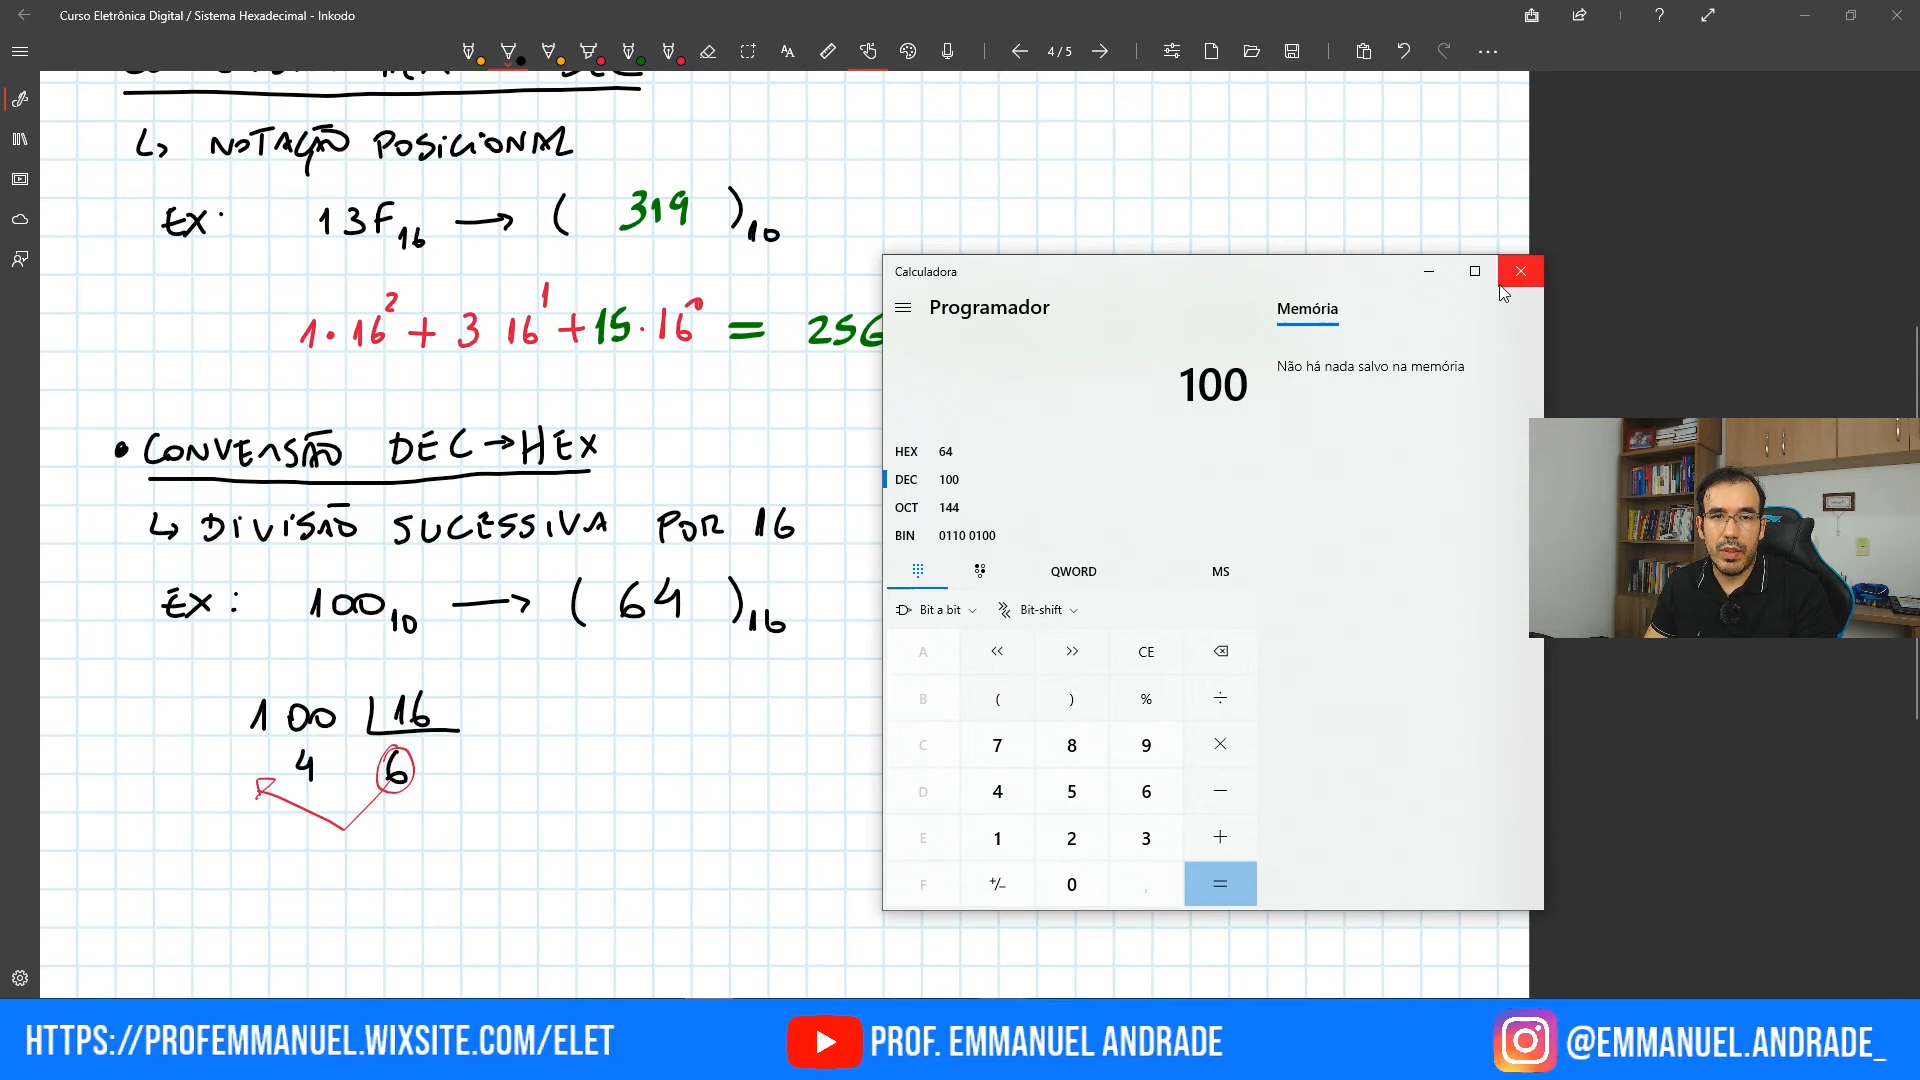 Curso Eletrônica Digital / Sistema Hexadecimal - Inkodo
4 / 5
↳ NOTAÇÃO POSICIONAL
EX: 13F16 → ( 319 )10
1·16² + 3 16¹ + 15·16⁰ = 256
• CONVERSÃO DEC→HEX
↳ DIVISÃO SUCESSIVA POR 16
EX: 10010 → ( 64 )16
100 16
4 6
Calculadora
Programador
Memória
100
Não há nada salvo na memória
HEX 64
DEC 100
OCT 144
BIN 0110 0100
QWORD MS
Bit a bit Bit-shift
A << >> CE
B ( ) % ÷
C 7 8 9 ×
D 4 5 6 −
E 1 2 3 +
F +/− 0 , =
HTTPS://PROFEMMANUEL.WIXSITE.COM/ELET
PROF. EMMANUEL ANDRADE
@EMMANUEL.ANDRADE_